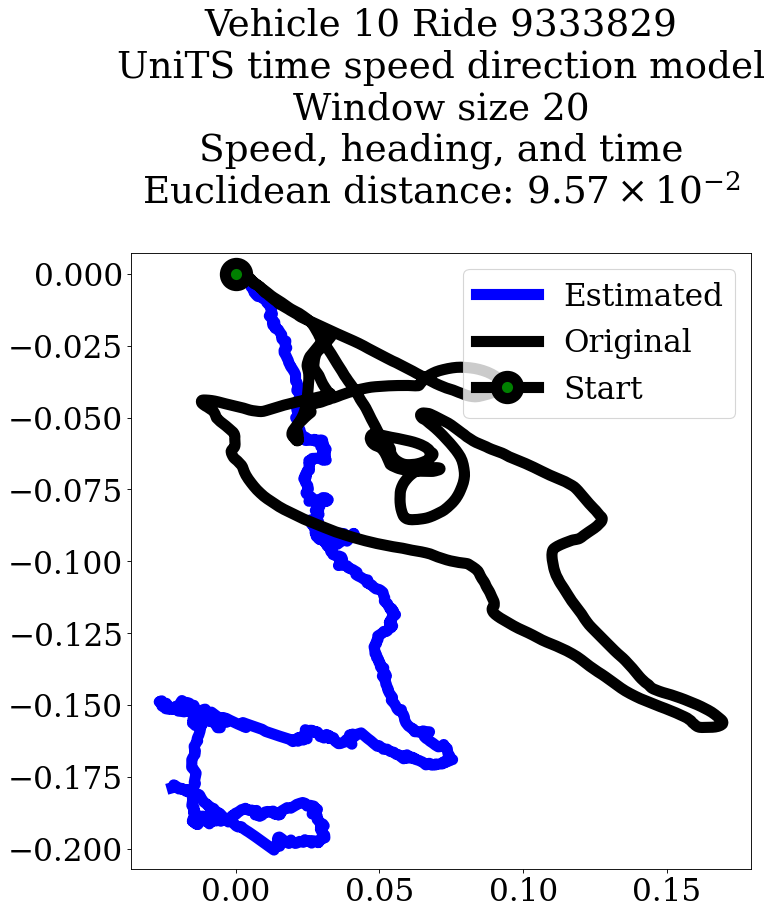 Vehicle 10 Ride 9333829
UniTS time speed direction model
Window size 20
Speed, heading, and time
Euclidean distance: 9.57 × 10⁻²
Estimated
Original
Start
0.000
−0.025
−0.050
−0.075
−0.100
−0.125
−0.150
−0.175
−0.200
0.00 0.05 0.10 0.15